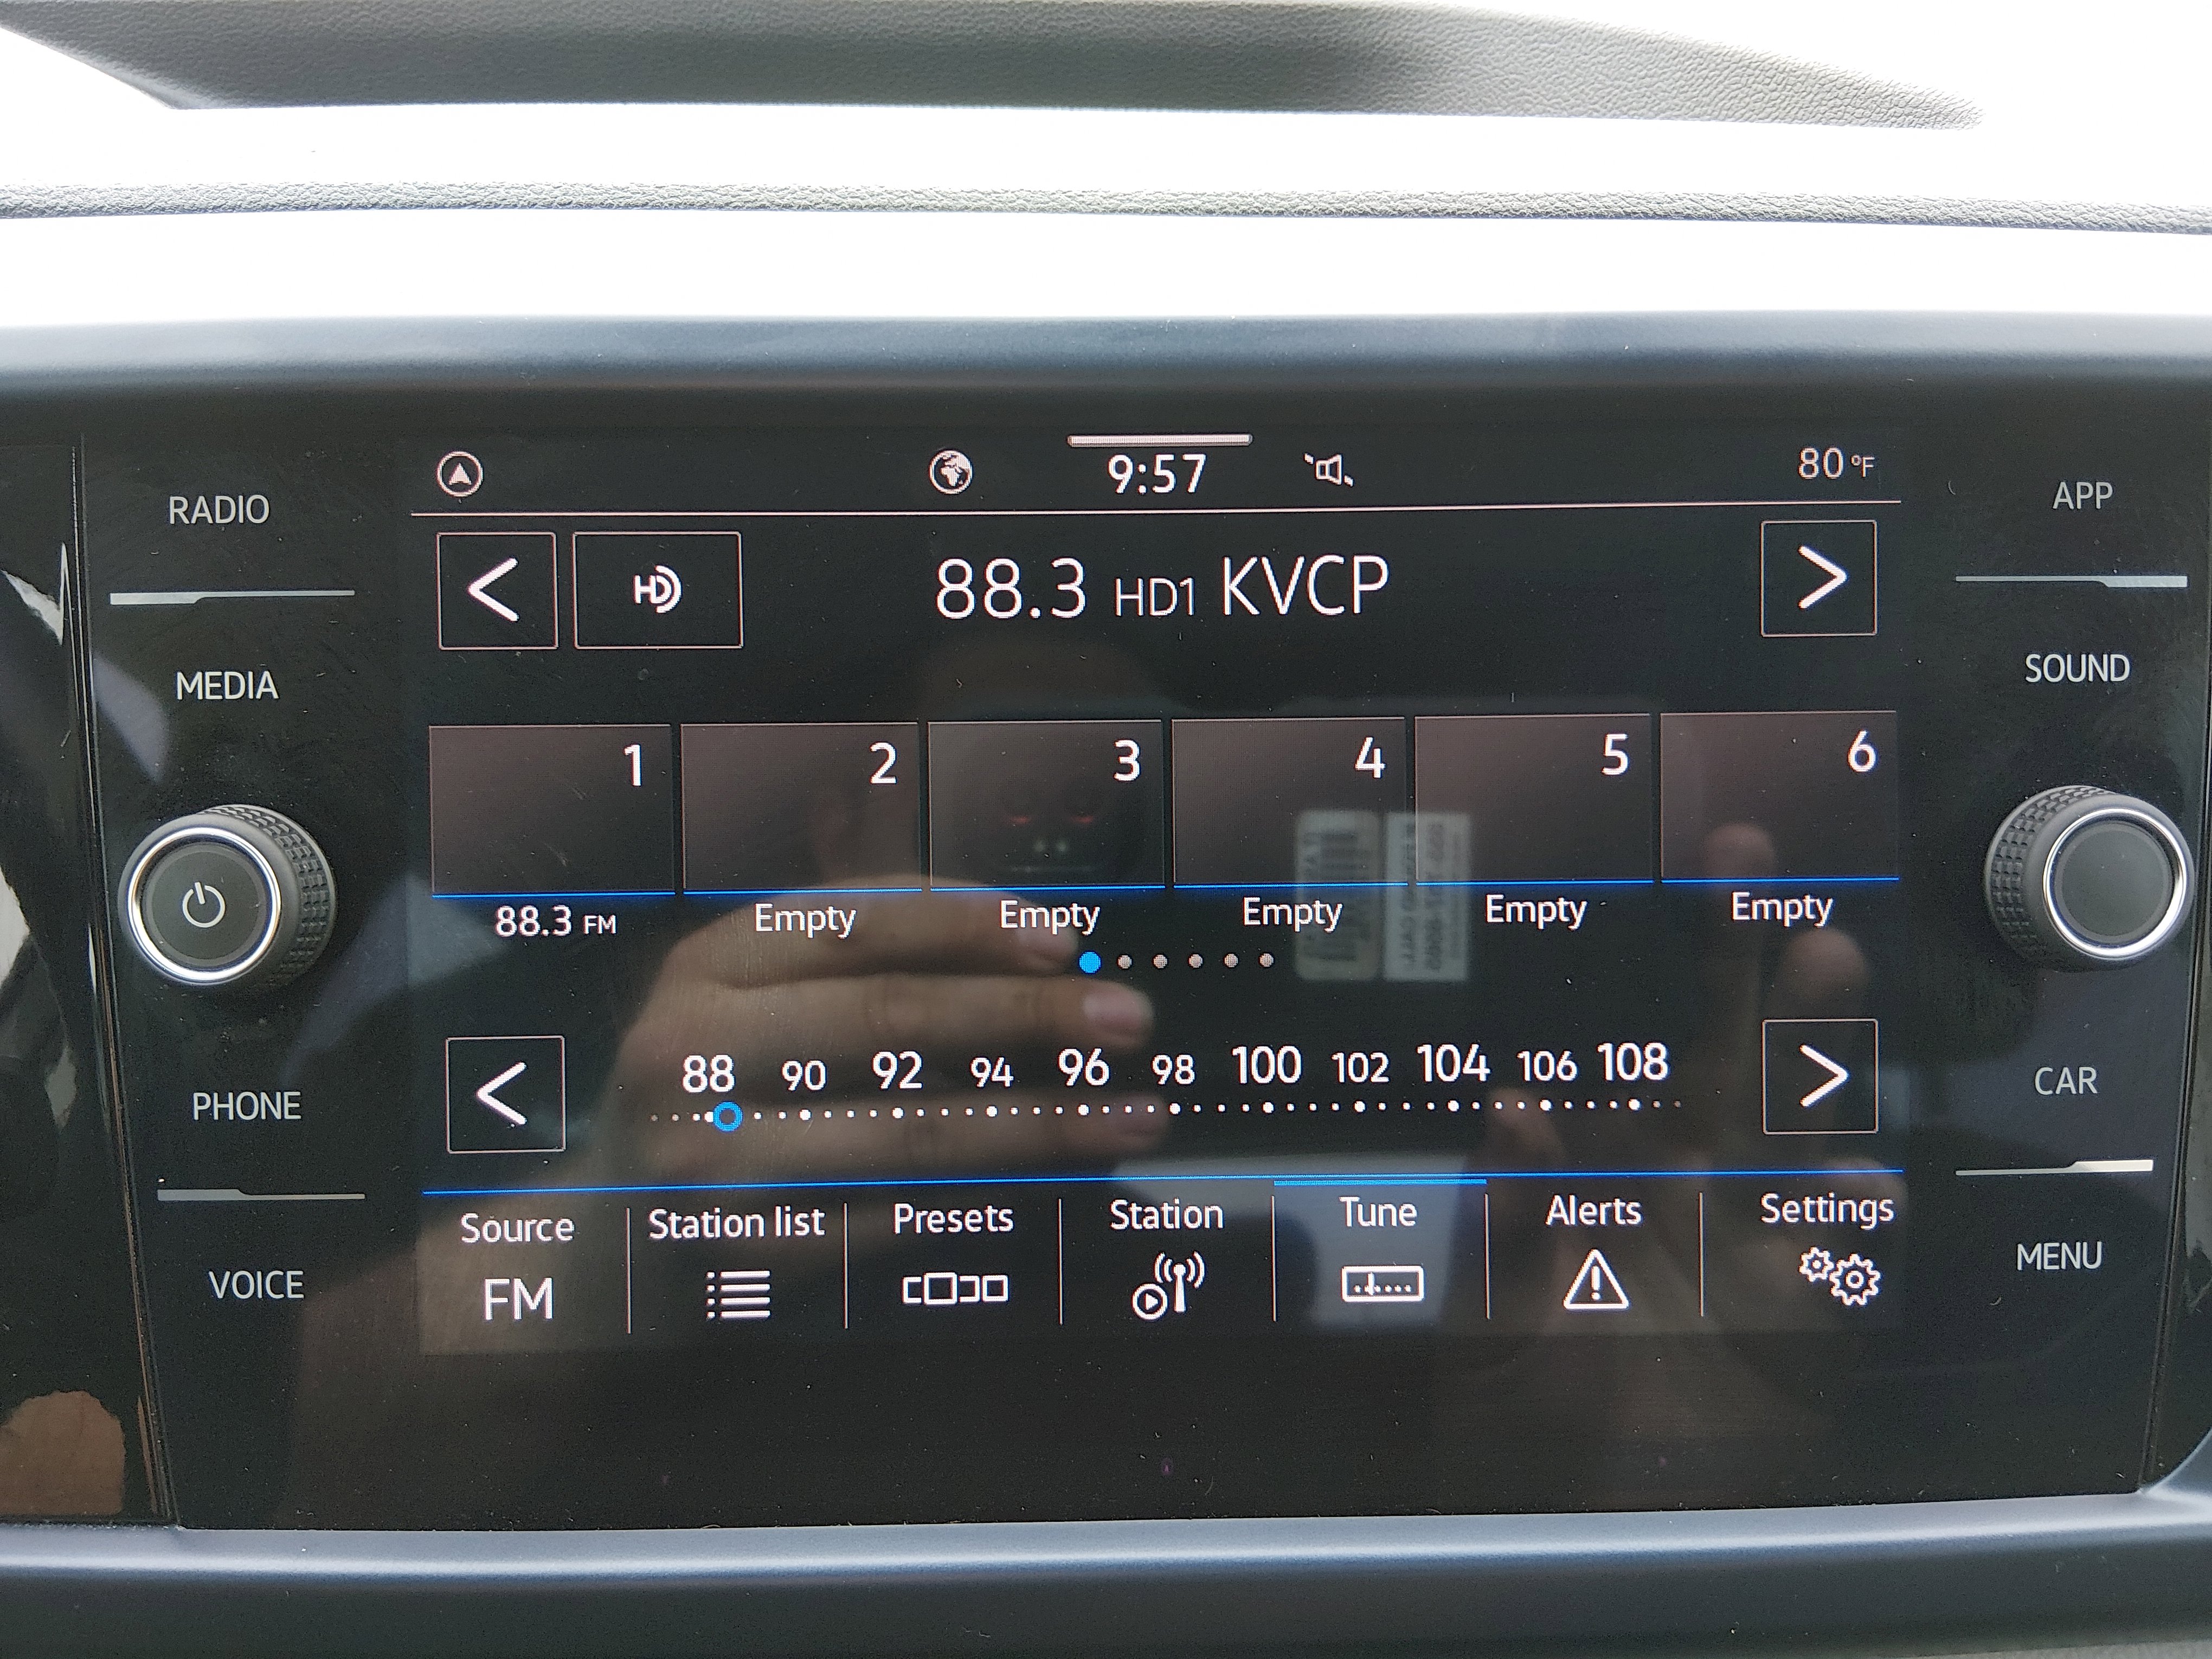 RADIO
MEDIA
PHONE
VOICE
9:57
80 °F
HD
88.3 HD1 KVCP
1 2 3 4 5 6
88.3 FM Empty Empty Empty Empty Empty
88 90 92 94 96 98 100 102 104 106 108
Source Station list Presets Station Tune Alerts Settings
FM
APP
SOUND
CAR
MENU